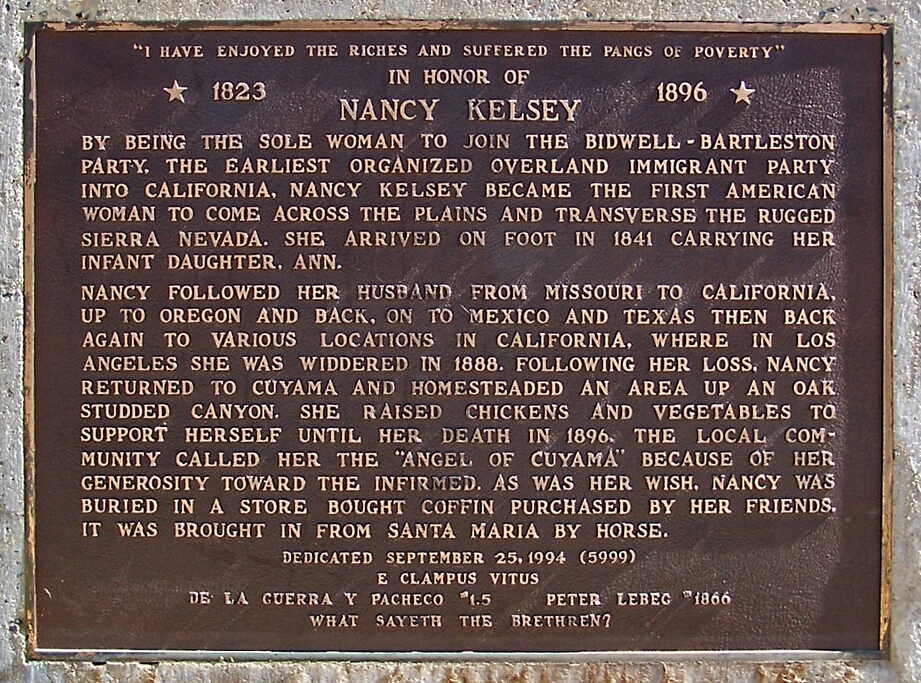 "I HAVE ENJOYED THE RICHES AND SUFFERED THE PANGS OF POVERTY"
IN HONOR OF
★ 1823 1896 ★
NANCY KELSEY
BY BEING THE SOLE WOMAN TO JOIN THE BIDWELL-BARTLESTON
PARTY, THE EARLIEST ORGANIZED OVERLAND IMMIGRANT PARTY
INTO CALIFORNIA, NANCY KELSEY BECAME THE FIRST AMERICAN
WOMAN TO COME ACROSS THE PLAINS AND TRANSVERSE THE RUGGED
SIERRA NEVADA. SHE ARRIVED ON FOOT IN 1841 CARRYING HER
INFANT DAUGHTER, ANN.
NANCY FOLLOWED HER HUSBAND FROM MISSOURI TO CALIFORNIA,
UP TO OREGON AND BACK, ON TO MEXICO AND TEXAS THEN BACK
AGAIN TO VARIOUS LOCATIONS IN CALIFORNIA, WHERE IN LOS
ANGELES SHE WAS WIDDERED IN 1888. FOLLOWING HER LOSS, NANCY
RETURNED TO CUYAMA AND HOMESTEADED AN AREA UP AN OAK
STUDDED CANYON. SHE RAISED CHICKENS AND VEGETABLES TO
SUPPORT HERSELF UNTIL HER DEATH IN 1896. THE LOCAL COM-
MUNITY CALLED HER THE "ANGEL OF CUYAMA" BECAUSE OF HER
GENEROSITY TOWARD THE INFIRMED. AS WAS HER WISH, NANCY WAS
BURIED IN A STORE BOUGHT COFFIN PURCHASED BY HER FRIENDS.
IT WAS BROUGHT IN FROM SANTA MARIA BY HORSE.
DEDICATED SEPTEMBER 25, 1994 (5999)
E CLAMPUS VITUS
DE LA GUERRA Y PACHECO #1.5 PETER LEBEG #1866
WHAT SAYETH THE BRETHREN?